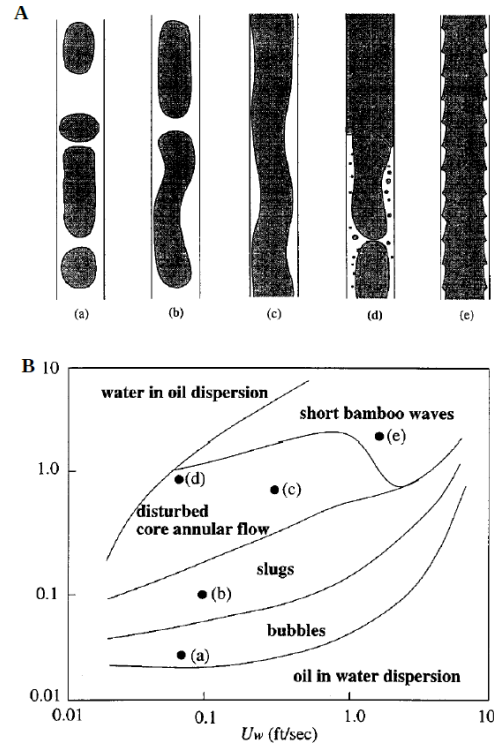 A
(a)
(b)
(c)
(d)
(e)
B
10
water in oil dispersion
short bamboo waves
(e)
1.0
(d)
(c)
disturbed
core annular flow
slugs
0.1
(b)
bubbles
(a)
oil in water dispersion
0.01
0.01
0.1
1.0
10
Uw (ft/sec)